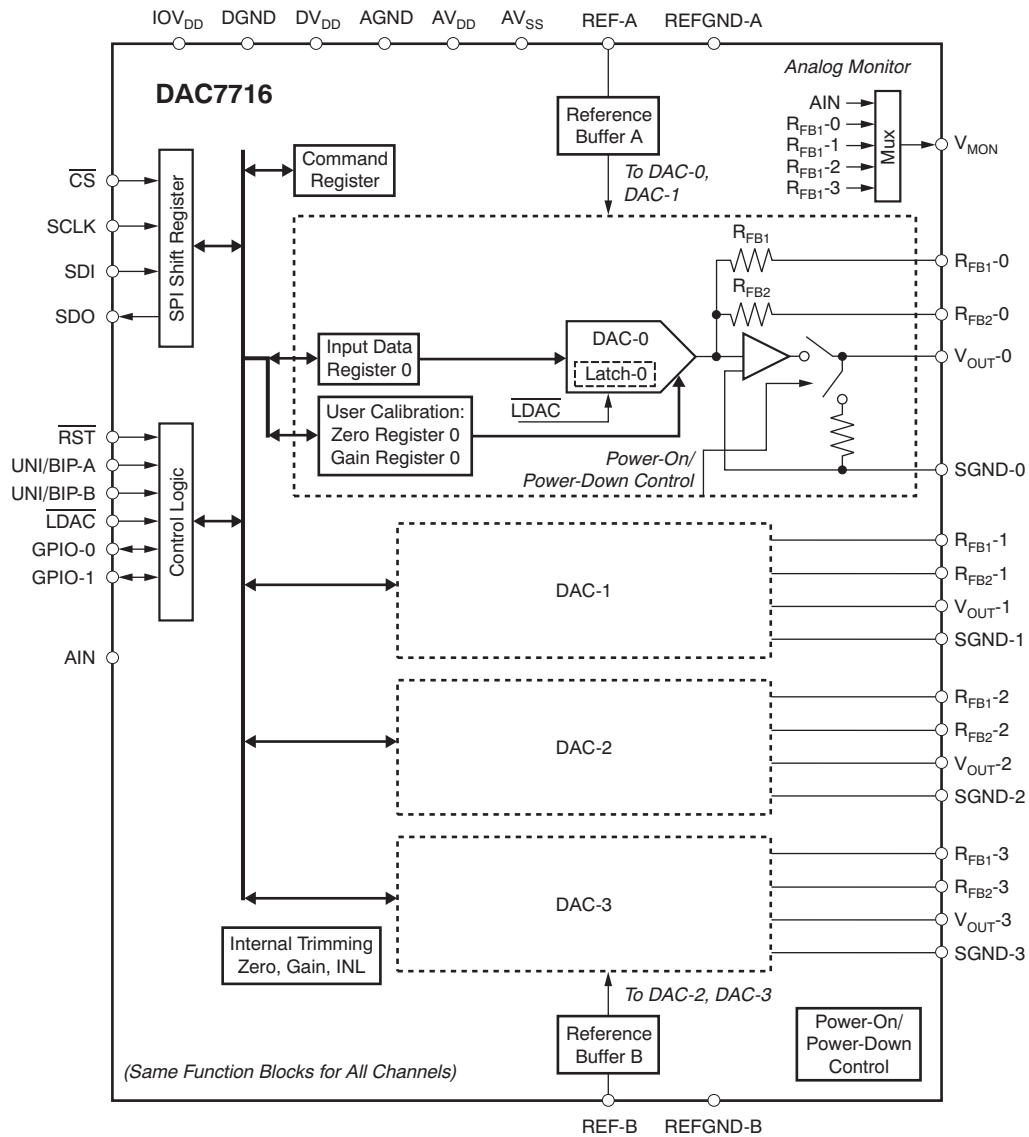 IOVDD DGND DVDD AGND AVDD AVSS REF-A REFGND-A
DAC7716
Analog Monitor
AIN
RFB1-0
RFB1-1
RFB1-2
RFB1-3
Mux
VMON
Reference
Buffer A
To DAC-0,
DAC-1
Command
Register
CS
SCLK
SDI
SDO
SPI Shift Register
RFB1
RFB2
RFB1-0
RFB2-0
VOUT-0
SGND-0
Input Data
Register 0
DAC-0
Latch-0
LDAC
User Calibration:
Zero Register 0
Gain Register 0
Power-On/
Power-Down Control
RST
UNI/BIP-A
UNI/BIP-B
LDAC
GPIO-0
GPIO-1
Control Logic
AIN
DAC-1
RFB1-1
RFB2-1
VOUT-1
SGND-1
DAC-2
RFB1-2
RFB2-2
VOUT-2
SGND-2
DAC-3
RFB1-3
RFB2-3
VOUT-3
SGND-3
Internal Trimming
Zero, Gain, INL
To DAC-2, DAC-3
Reference
Buffer B
Power-On/
Power-Down
Control
(Same Function Blocks for All Channels)
REF-B REFGND-B